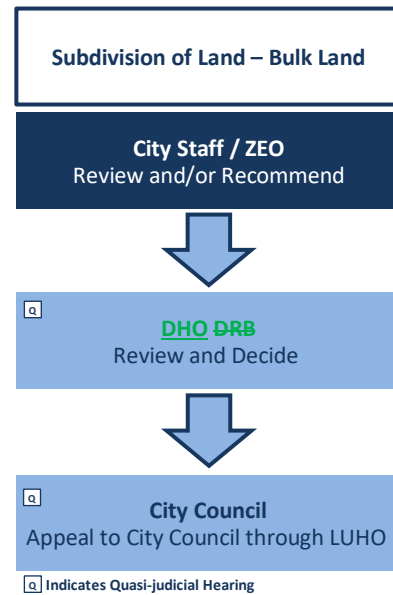 Subdivision of Land – Bulk Land
City Staff / ZEO
Review and/or Recommend
Q
DHO DRB
Review and Decide
Q
City Council
Appeal to City Council through LUHO
Q Indicates Quasi-judicial Hearing